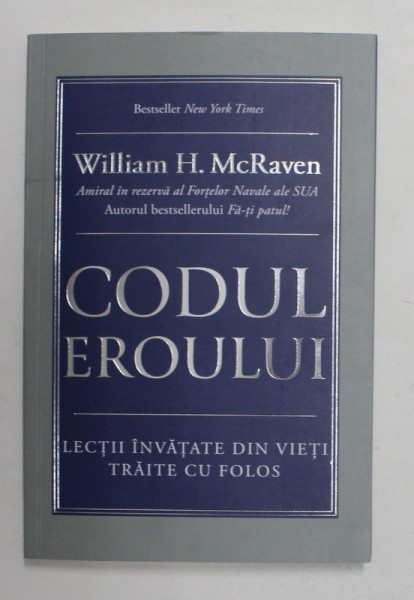 Bestseller New York Times
William H. McRaven
Amiral în rezervă al Forțelor Navale ale SUA
Autorul bestsellerului Fă-ți patul!
CODUL
EROULUI
LECȚII ÎNVĂȚATE DIN VIEȚI
TRĂITE CU FOLOS